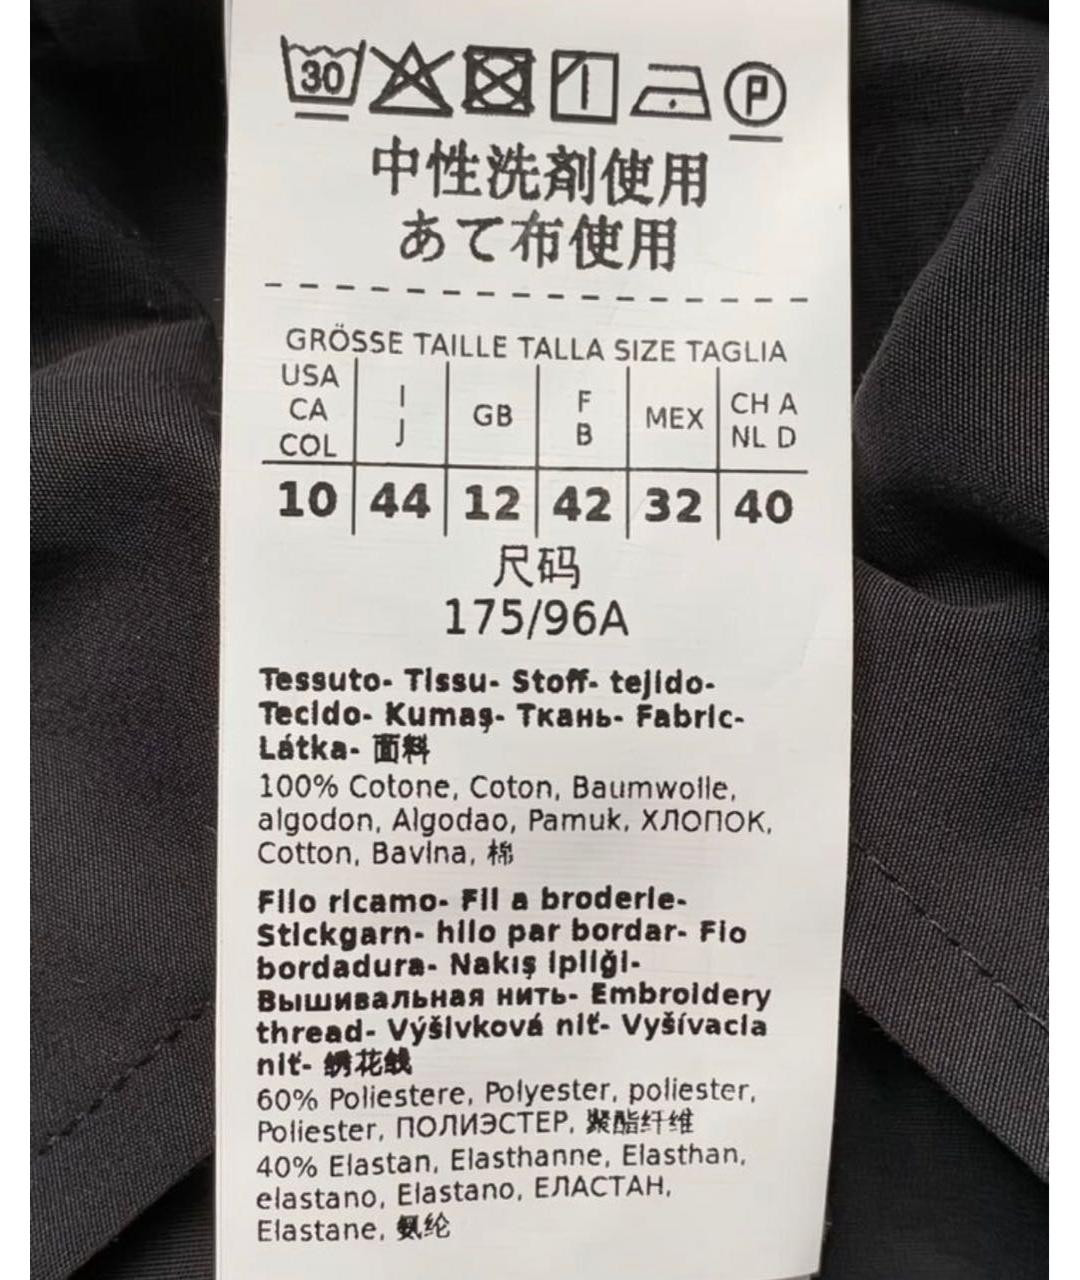 30 P
中性洗剤使用
あて布使用
GRÖSSE TAILLE TALLA SIZE TAGLIA
USA CA COL I J GB F B MEX CH A NL D
10 44 12 42 32 40
尺码
175/96A
Tessuto- Tissu- Stoff- tejido-
Tecido- Kumaş- Ткань- Fabric-
Látka- 面料
100% Cotone, Coton, Baumwolle,
algodon, Algodao, Pamuk, ХЛОПОК,
Cotton, Bavlna, 棉
Filo ricamo- Fil a broderie-
Stickgarn- hilo par bordar- Fio
bordadura- Nakış ipliği-
Вышивальная нить- Embroidery
thread- Výšivková niť- Vyšívacia
niť- 绣花线
60% Poliestere, Polyester, poliester,
Poliester, ПОЛИЭСТЕР, 聚酯纤维
40% Elastan, Elasthanne, Elasthan,
elastano, Elastano, ЕЛАСТАН,
Elastane, 氨纶